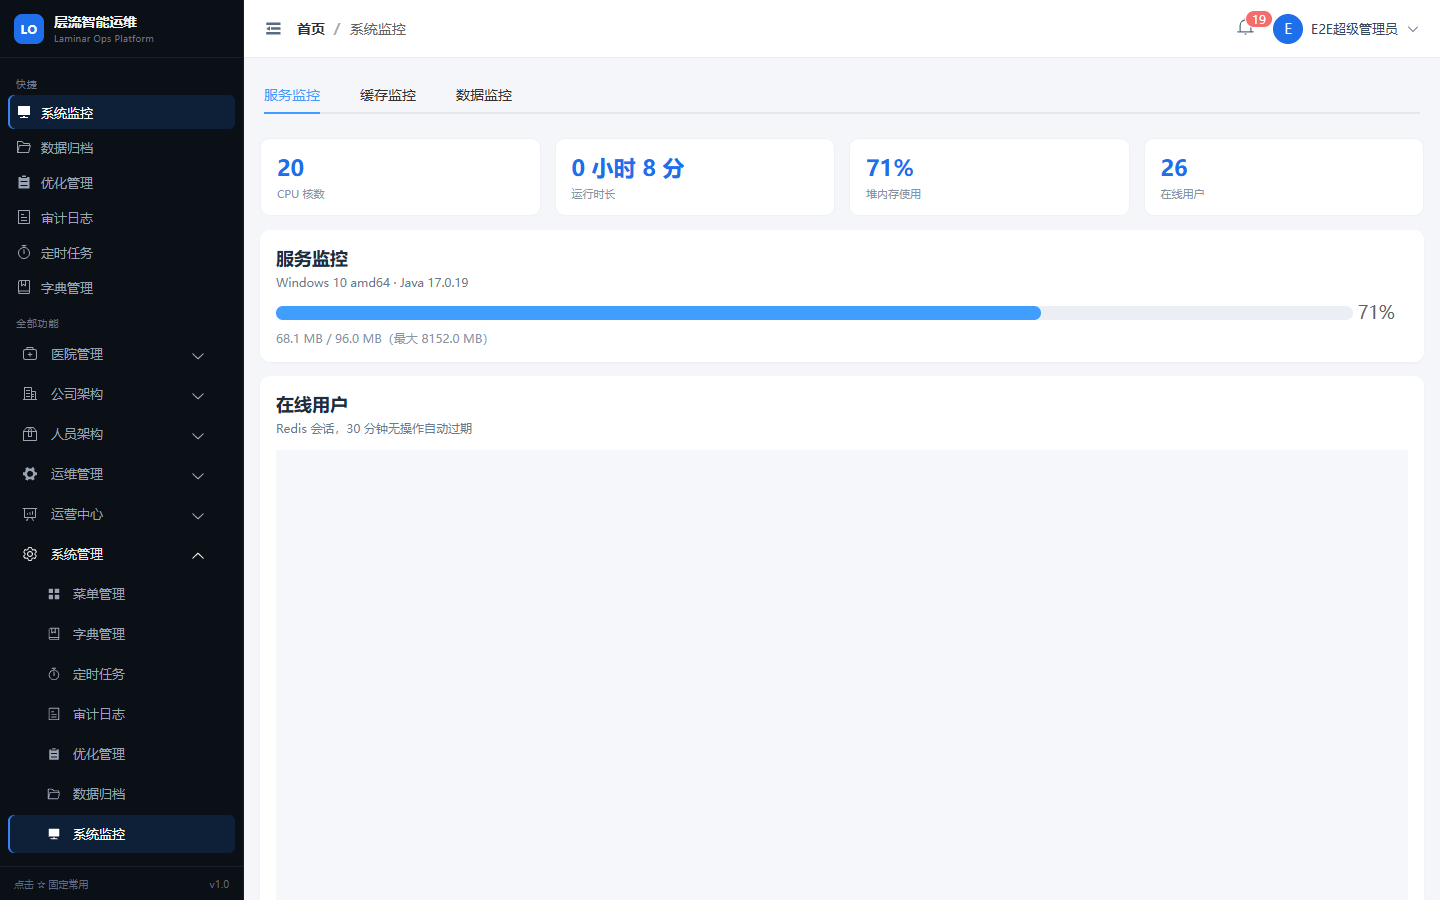 LO
层流智能运维
Laminar Ops Platform
快捷
系统监控
数据归档
优化管理
审计日志
定时任务
字典管理
全部功能
医院管理
公司架构
人员架构
运维管理
运营中心
系统管理
菜单管理
字典管理
定时任务
审计日志
优化管理
数据归档
系统监控
点击 ☆ 固定常用 v1.0
首页 / 系统监控
19
E E2E超级管理员
服务监控 缓存监控 数据监控
20
CPU 核数
0 小时 8 分
运行时长
71%
堆内存使用
26
在线用户
服务监控
Windows 10 amd64 · Java 17.0.19
71%
68.1 MB / 96.0 MB（最大 8152.0 MB）
在线用户
Redis 会话，30 分钟无操作自动过期